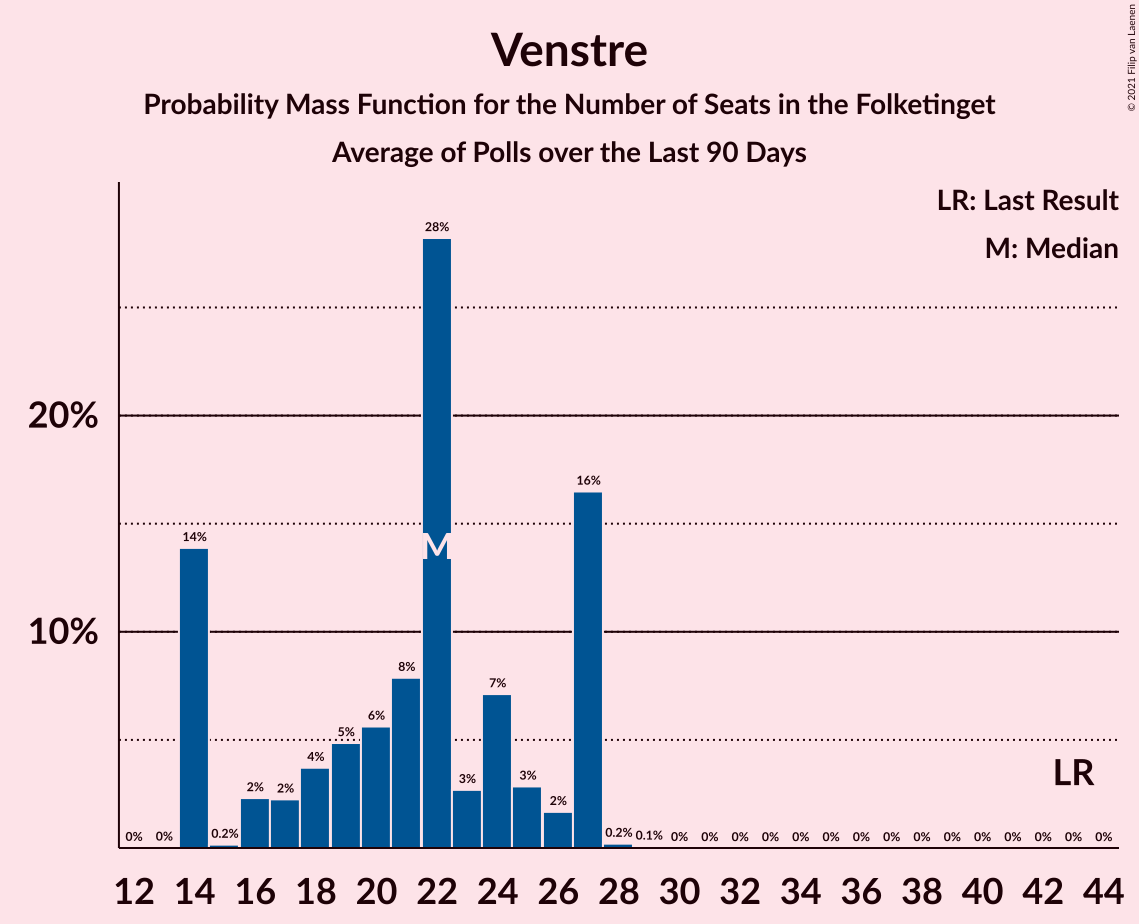 Venstre
Probability Mass Function for the Number of Seats in the Folketinget
Average of Polls over the Last 90 Days
© 2021 Filip van Laenen
LR: Last Result
M: Median
28%
20%
16%
14%
M
10%
8%
7%
6%
5%
4%
LR
3%
3%
2%
2%
2%
0% 0% 0.2% 0.2% 0.1% 0% 0% 0% 0% 0% 0% 0% 0% 0% 0% 0% 0% 0% 0% 0%
12 14 16 18 20 22 24 26 28 30 32 34 36 38 40 42 44